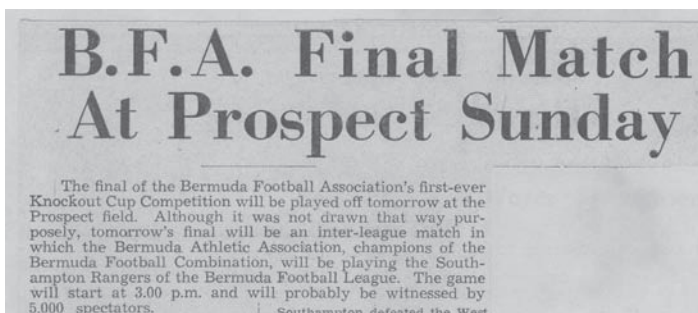 B.F.A. Final Match
At Prospect Sunday
The final of the Bermuda Football Association's first-ever
Knockout Cup Competition will be played off tomorrow at the
Prospect field. Although it was not drawn that way pur-
posely, tomorrow's final will be an inter-league match in
which the Bermuda Athletic Association, champions of the
Bermuda Football Combination, will be playing the South-
ampton Rangers of the Bermuda Football League. The game
will start at 3.00 p.m. and will probably be witnessed by
5,000 spectators.
Southampton defeated the West